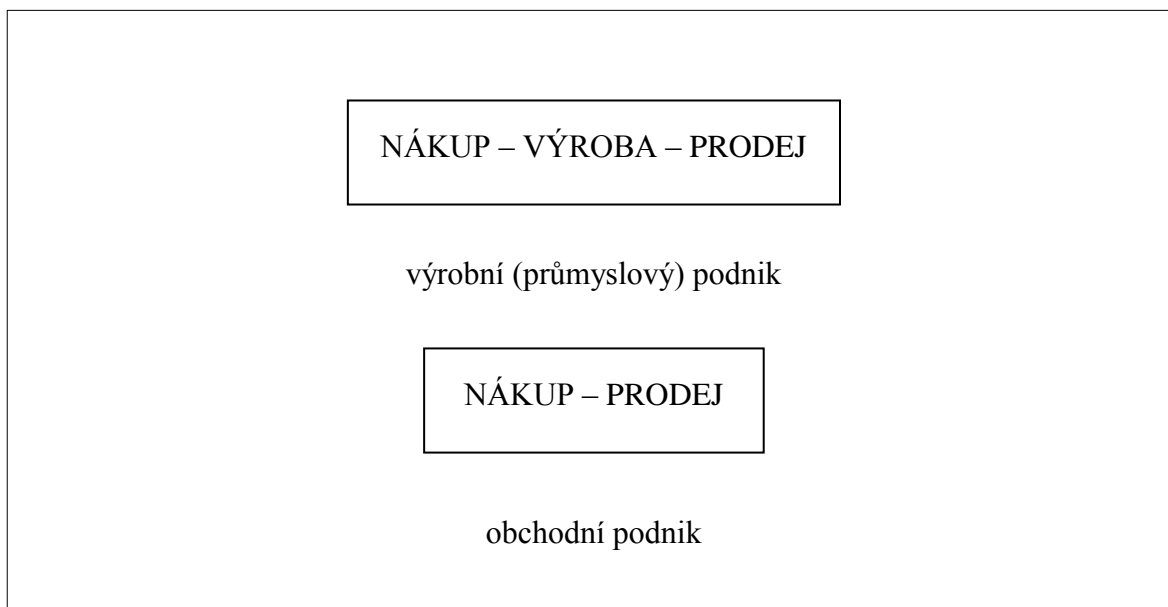 NÁKUP – VÝROBA – PRODEJ
výrobní (průmyslový) podnik
NÁKUP – PRODEJ
obchodní podnik